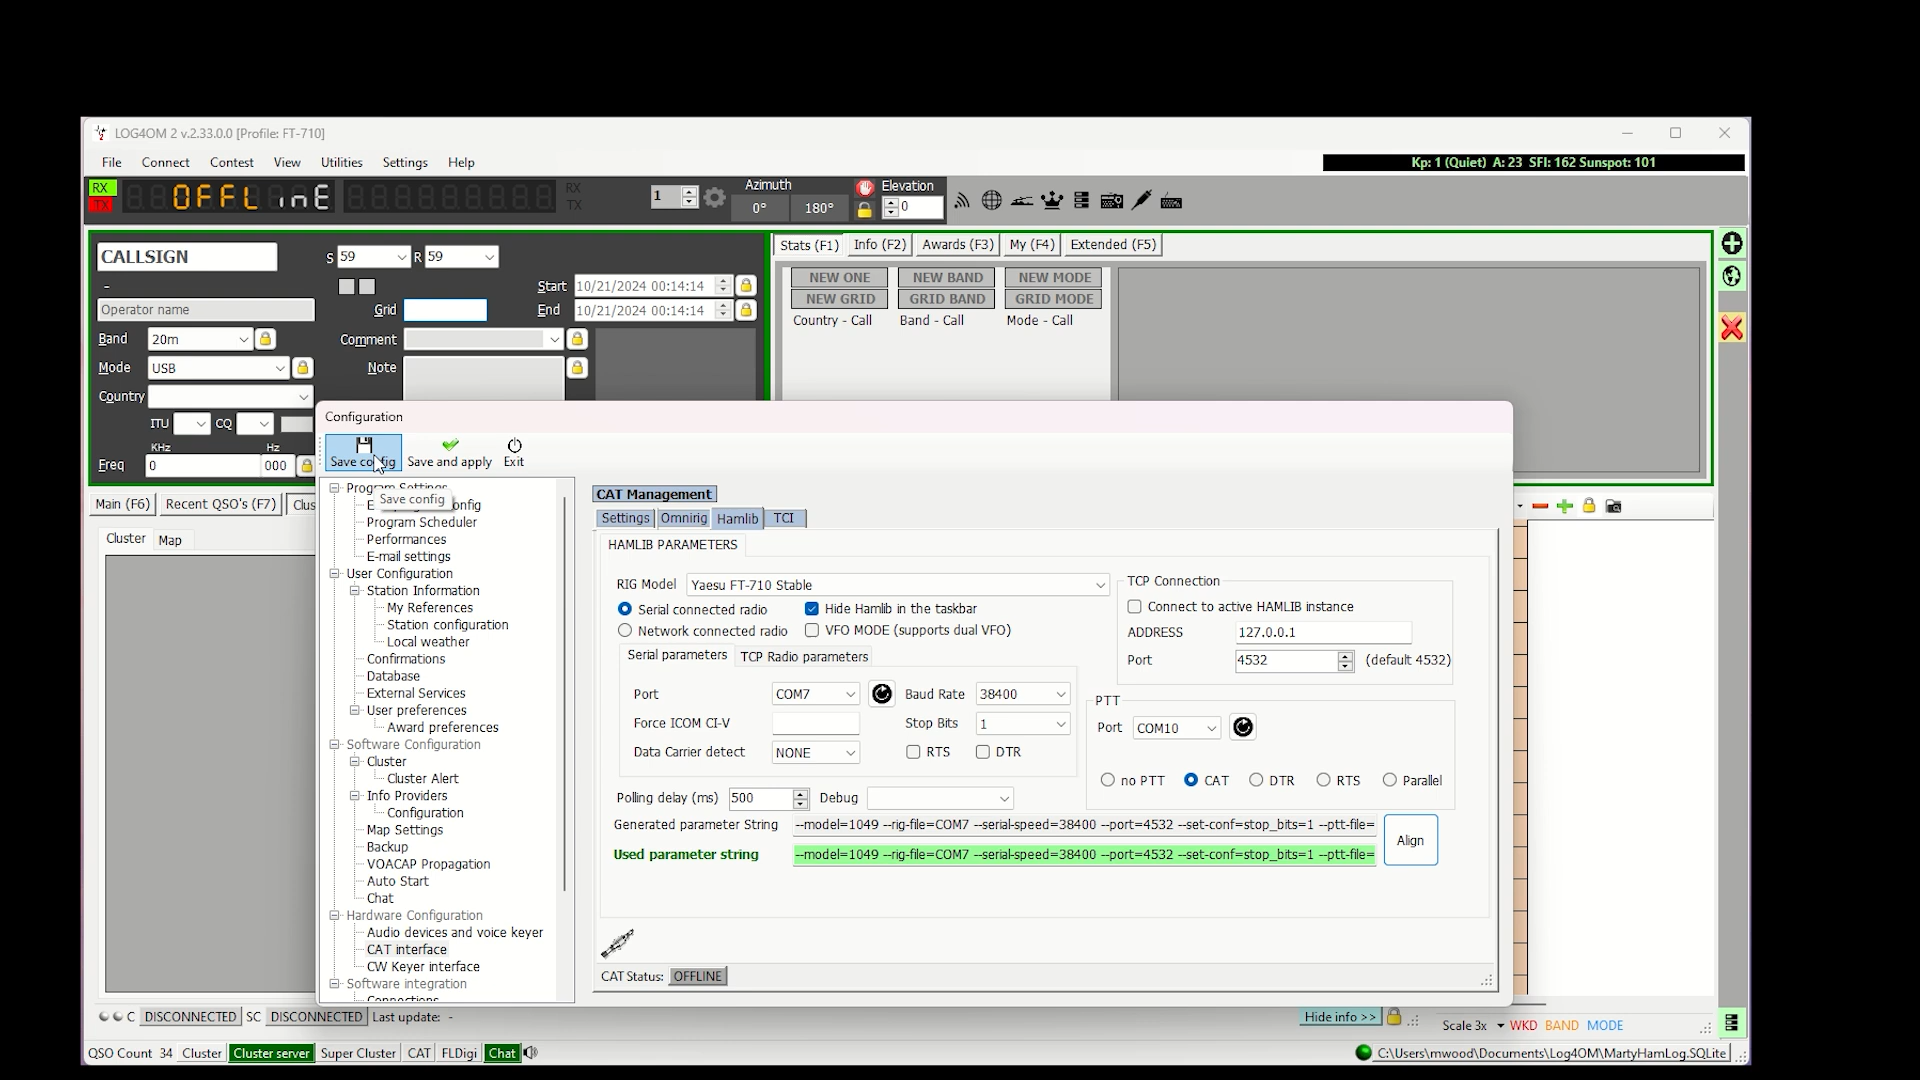 LOG4OM 2 v.2.33.0.0 [Profile: FT-710]
File Connect Contest View Utilities Settings Help
Kp: 1 (Quiet) A: 23 SFI: 162 Sunspot: 101
RX
TX
OFFLinE
RX
TX
1
Azimuth
0° 180°
Elevation
0
CALLSIGN
S 59 R 59
-
Start 10/21/2024 00:14:14
Operator name
Grid
End 10/21/2024 00:14:14
Band 20m
Comment
Mode USB
Note
Country
ITU CQ
KHz Hz
Freq 0 000
Stats (F1) Info (F2) Awards (F3) My (F4) Extended (F5)
NEW ONE NEW BAND NEW MODE
NEW GRID GRID BAND GRID MODE
Country - Call Band - Call Mode - Call
Main (F6) Recent QSO's (F7) Clus
Cluster Map
Configuration
Save config Save and apply Exit
Save config
Program Settings
Program Scheduler
Performances
E-mail settings
User Configuration
Station Information
My References
Station configuration
Local weather
Confirmations
Database
External Services
User preferences
Award preferences
Software Configuration
Cluster
Cluster Alert
Info Providers
Configuration
Map Settings
Backup
VOACAP Propagation
Auto Start
Chat
Hardware Configuration
Audio devices and voice keyer
CAT interface
CW Keyer interface
Software integration
Connections
CAT Management
Settings Omnirig Hamlib TCI
HAMLIB PARAMETERS
RIG Model Yaesu FT-710 Stable
Serial connected radio Hide Hamlib in the taskbar
Network connected radio VFO MODE (supports dual VFO)
Serial parameters TCP Radio parameters
Port COM7 Baud Rate 38400
Force ICOM CI-V Stop Bits 1
Data Carrier detect NONE RTS DTR
TCP Connection
Connect to active HAMLIB instance
ADDRESS 127.0.0.1
Port 4532 (default 4532)
PTT
Port COM10
no PTT CAT DTR RTS Parallel
Polling delay (ms) 500 Debug
Generated parameter String --model=1049 --rig-file=COM7 --serial-speed=38400 --port=4532 --set-conf=stop_bits=1 --ptt-file=
Used parameter string --model=1049 --rig-file=COM7 --serial-speed=38400 --port=4532 --set-conf=stop_bits=1 --ptt-file=
Align
CAT Status: OFFLINE
C DISCONNECTED SC DISCONNECTED Last update: -
Hide info >>
Scale 3x WKD BAND MODE
QSO Count 34 Cluster Cluster server Super Cluster CAT FLDigi Chat
C:\Users\mwood\Documents\Log4OM\MartyHamLog.SQLite